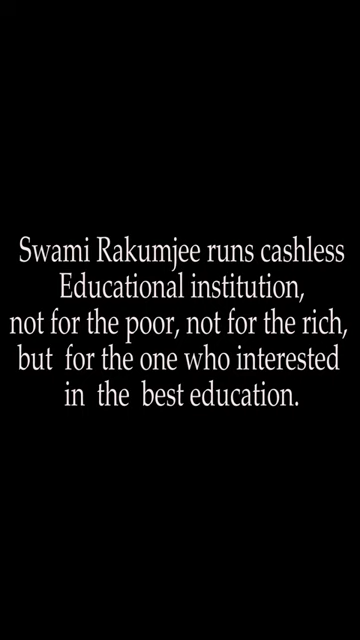 Swami Rakumjee runs cashless
Educational institution,
not for the poor, not for the rich,
but for the one who interested
in the best education.